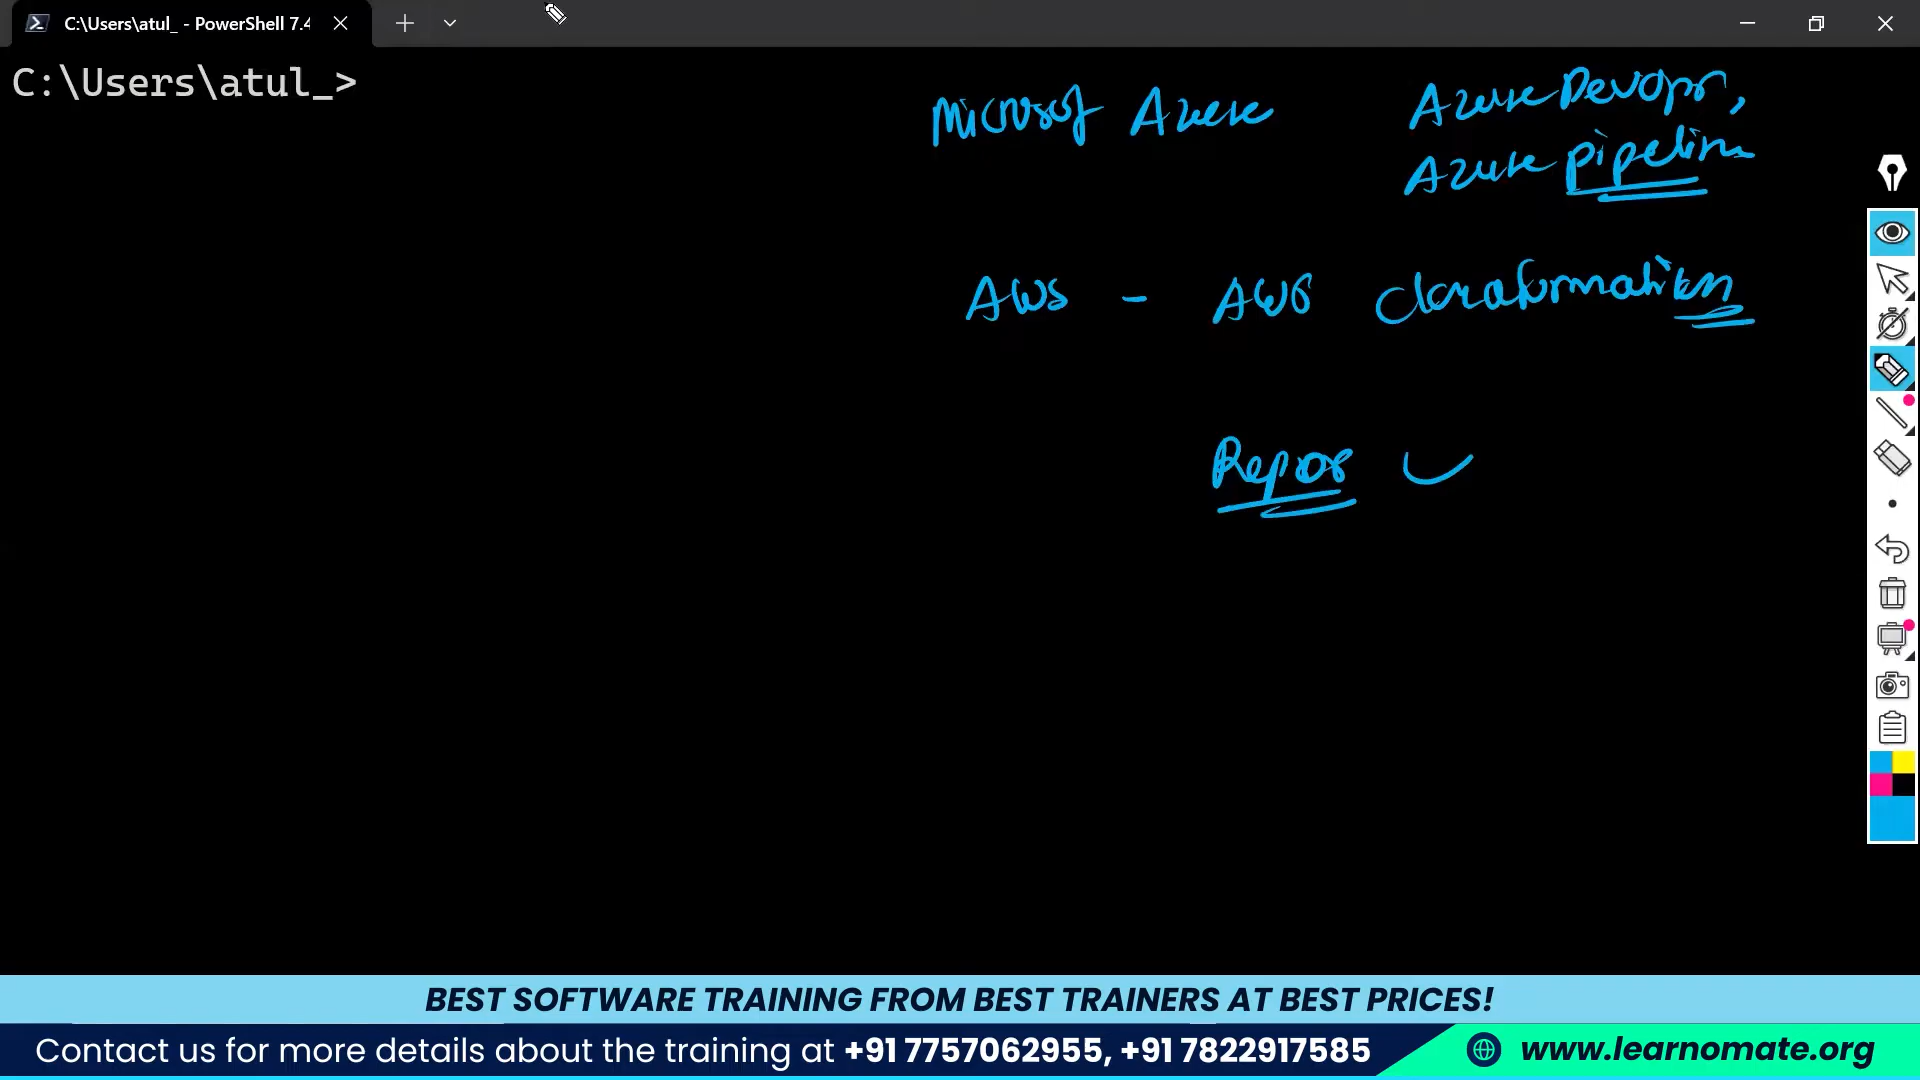 C:\Users\atul_ - PowerShell 7.4
C:\Users\atul_>
Microsof Azure
Azure Devops,
Azure pipeline
AWS - AWS
Repos
BEST SOFTWARE TRAINING FROM BEST TRAINERS AT BEST PRICES!
Contact us for more details about the training at +91 7757062955, +91 7822917585
www.learnomate.org